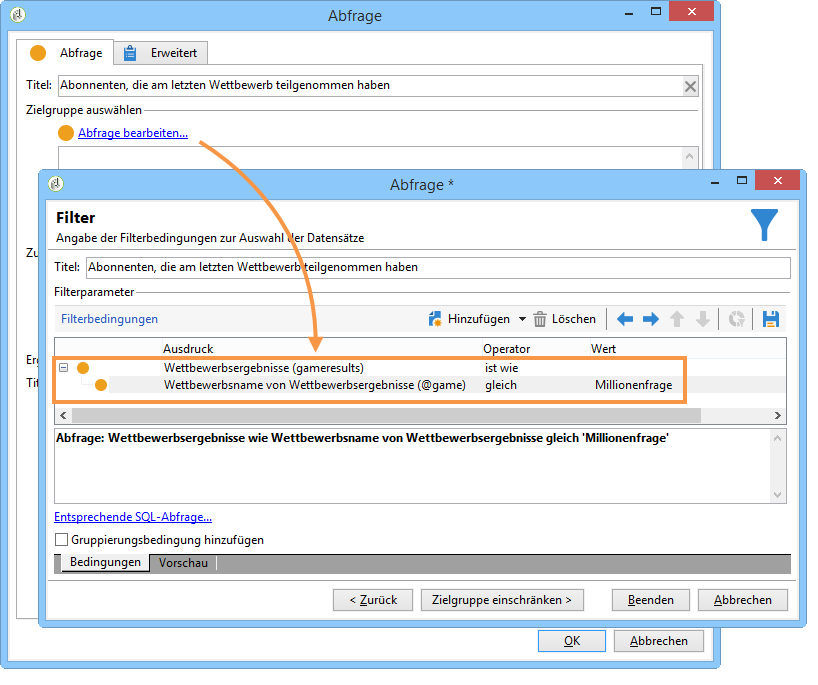 Abfrage
Abfrage Erweitert
Titel: Abonnenten, die am letzten Wettbewerb teilgenommen haben
Zielgruppe auswählen
Abfrage bearbeiten...
Abfrage *
Filter
Angabe der Filterbedingungen zur Auswahl der Datensätze
Zu
Titel: Abonnenten, die am letzten Wettbewerb teilgenommen haben
Filterparameter
Filterbedingungen Hinzufügen Löschen
Ausdruck Operator Wert
Erg
Wettbewerbsergebnisse (gameresults) ist wie
Tit
Wettbewerbsname von Wettbewerbsergebnisse (@game) gleich Millionenfrage
Abfrage: Wettbewerbsergebnisse wie Wettbewerbsname von Wettbewerbsergebnisse gleich 'Millionenfrage'
Entsprechende SQL-Abfrage...
Gruppierungsbedingung hinzufügen
Bedingungen Vorschau
< Zurück Zielgruppe einschränken > Beenden Abbrechen
OK Abbrechen